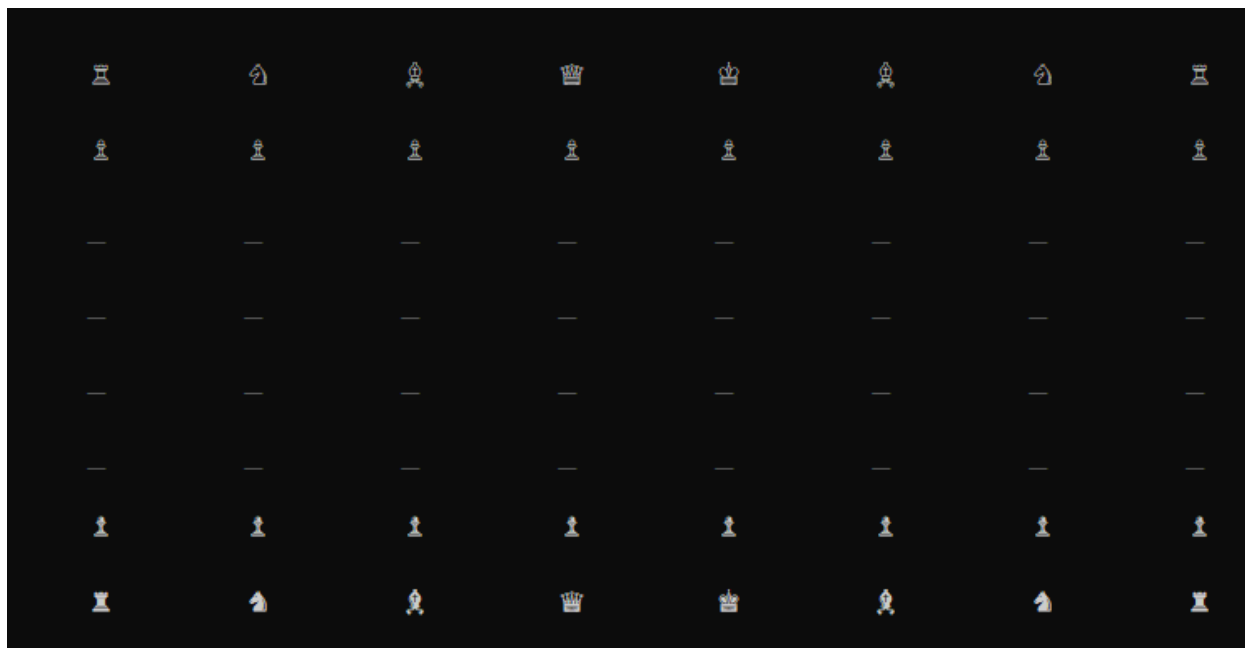 ♖ ♘ ♗ ♕ ♔ ♗ ♘ ♖
♙ ♙ ♙ ♙ ♙ ♙ ♙ ♙
— — — — — — — —
— — — — — — — —
— — — — — — — —
— — — — — — — —
♟ ♟ ♟ ♟ ♟ ♟ ♟ ♟
♜ ♞ ♝ ♛ ♚ ♝ ♞ ♜